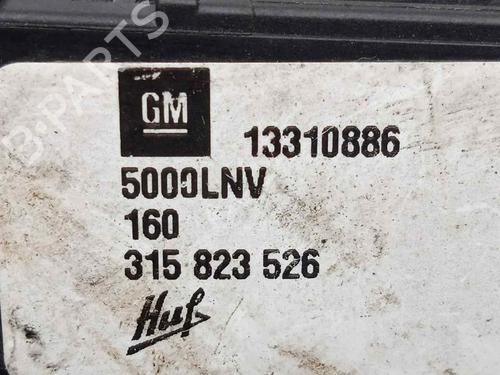 B-PARTS
GM
13310886
5000LNV
160
315 823 526
Huf